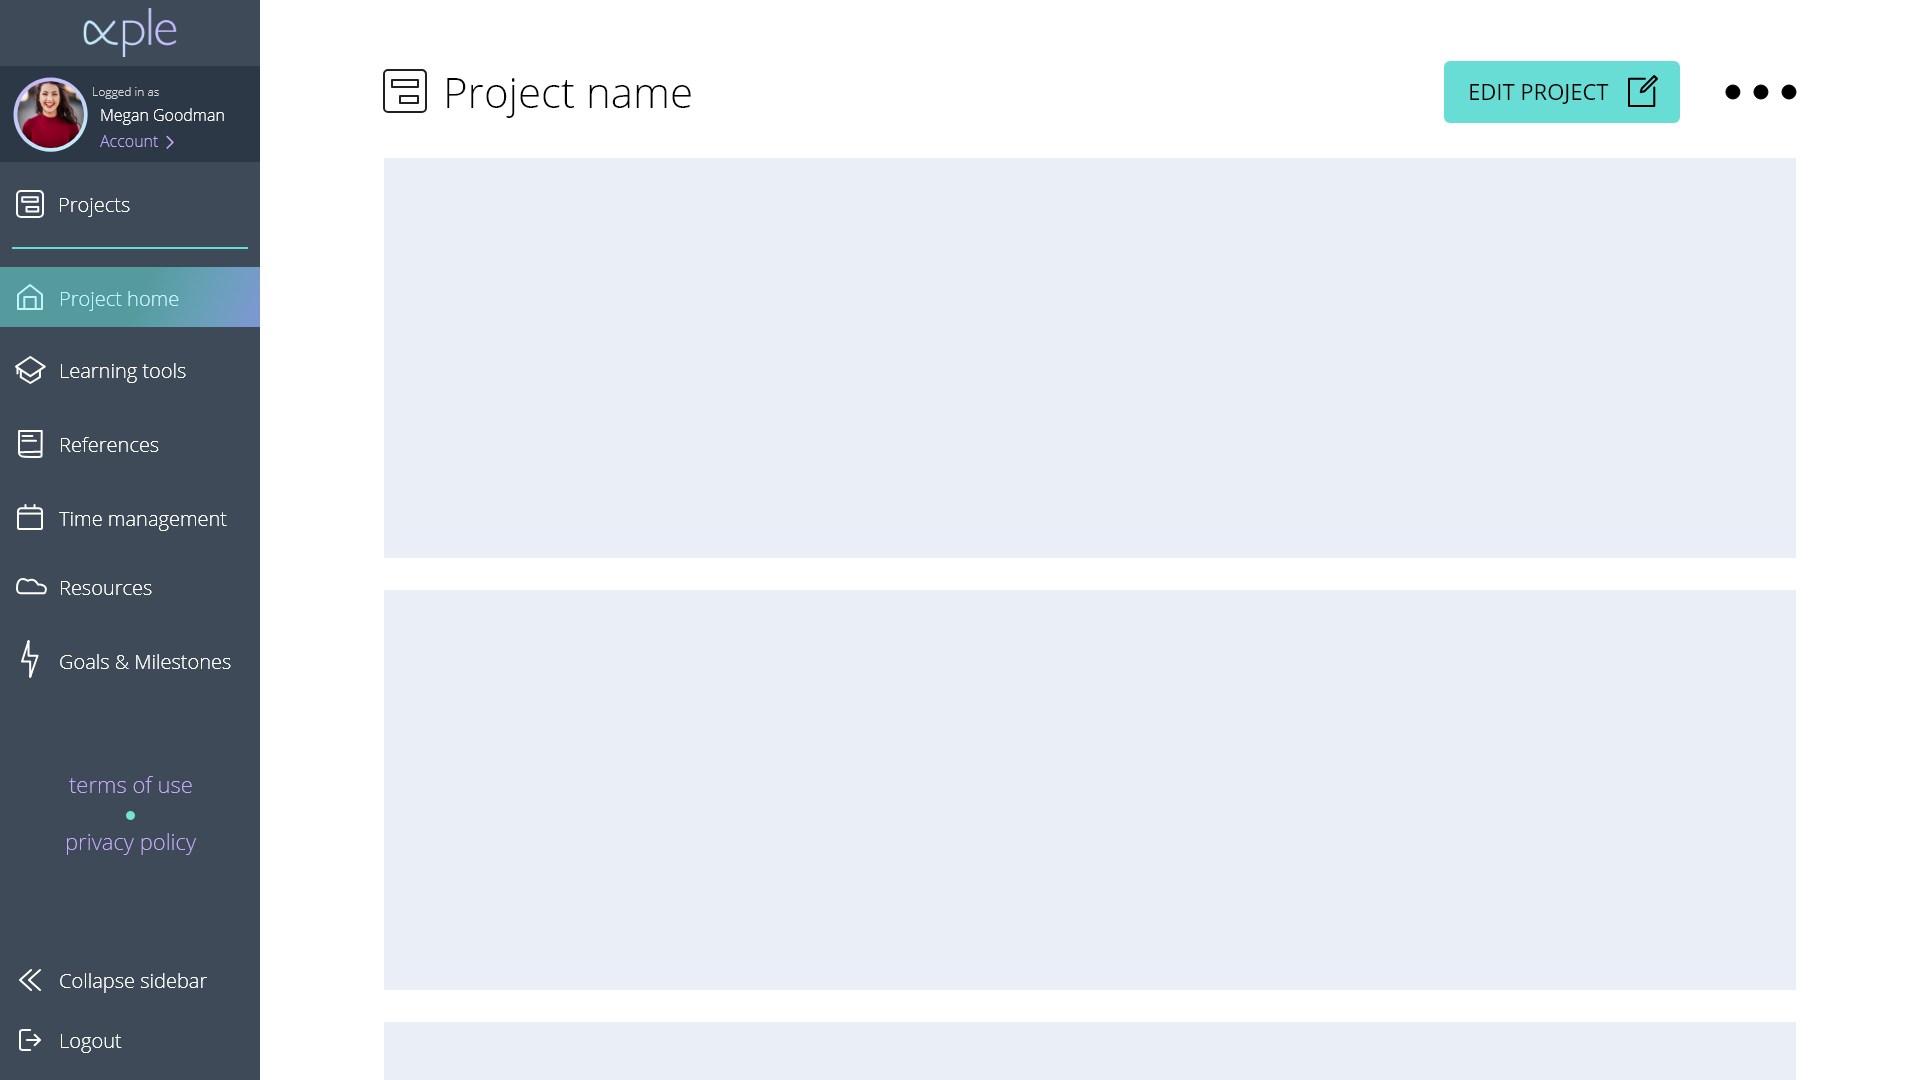 αple
Logged in as
Megan Goodman
Account
Projects
Project home
Learning tools
References
Time management
Resources
Goals & Milestones
terms of use
privacy policy
Collapse sidebar
Logout
Project name
EDIT PROJECT